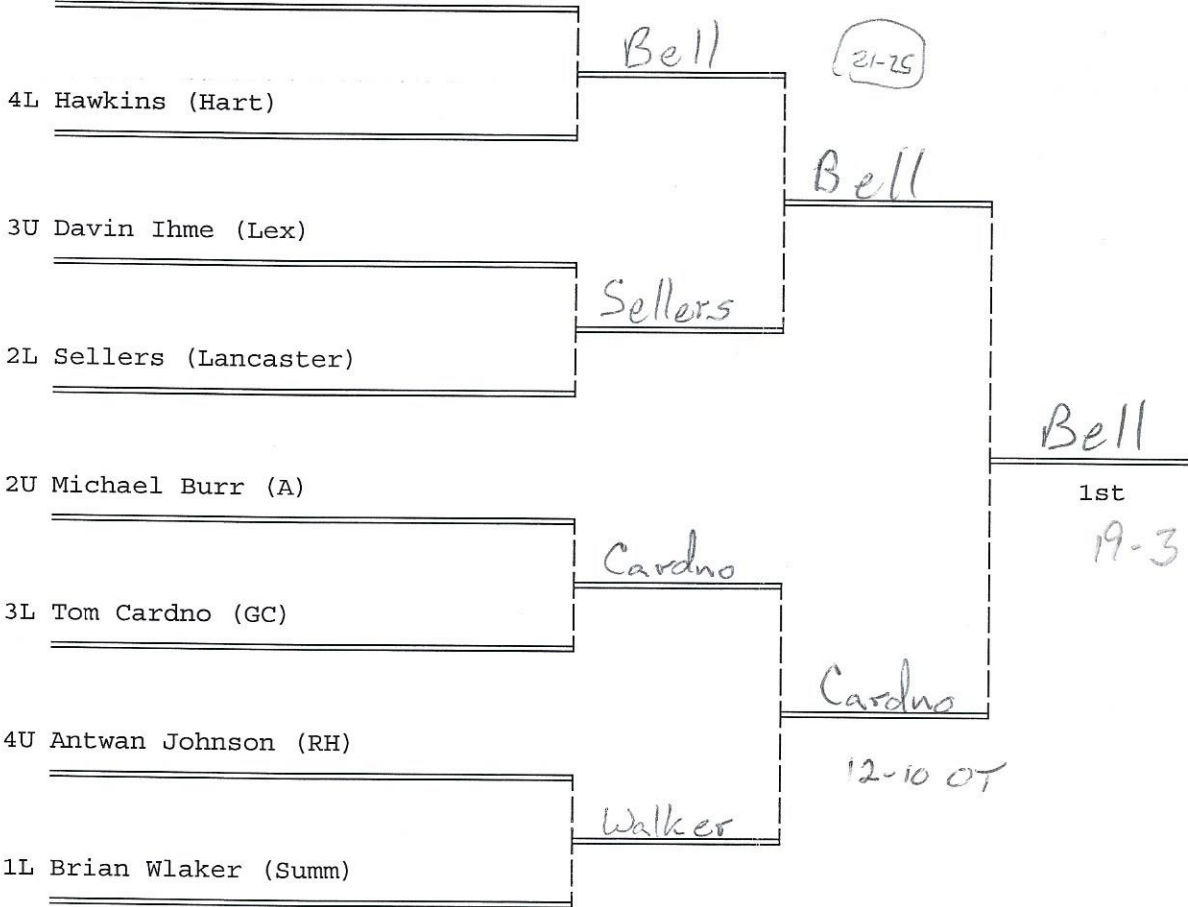 Bell
21-25
4L Hawkins (Hart)
Bell
3U Davin Ihme (Lex)
Sellers
2L Sellers (Lancaster)
Bell
2U Michael Burr (A)
1st
19-3
Cardno
3L Tom Cardno (GC)
Cardno
4U Antwan Johnson (RH)
12-10 OT
Walker
1L Brian Wlaker (Summ)